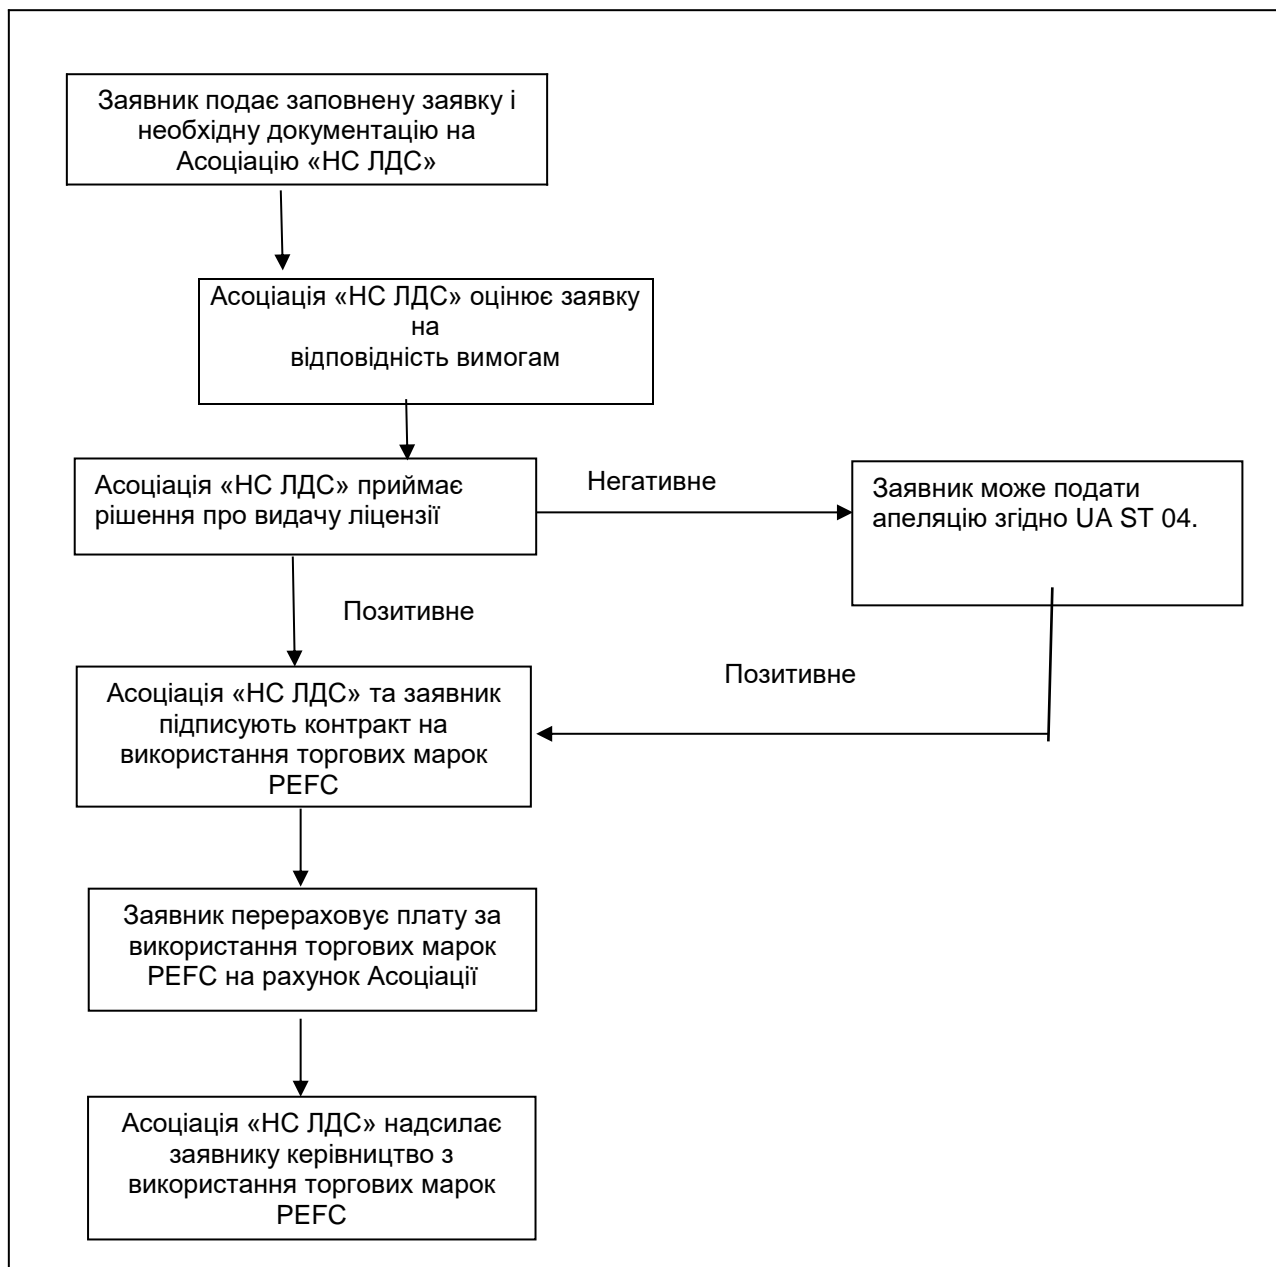 Заявник подає заповнену заявку і
необхідну документацію на
Асоціацію «НС ЛДС»
Асоціація «НС ЛДС» оцінює заявку
на
відповідність вимогам
Асоціація «НС ЛДС» приймає
рішення про видачу ліцензії
Негативне
Заявник може подати
апеляцію згідно UA ST 04.
Позитивне
Позитивне
Асоціація «НС ЛДС» та заявник
підписують контракт на
використання торгових марок
PEFC
Заявник перераховує плату за
використання торгових марок
PEFC на рахунок Асоціації
Асоціація «НС ЛДС» надсилає
заявнику керівництво з
використання торгових марок
PEFC